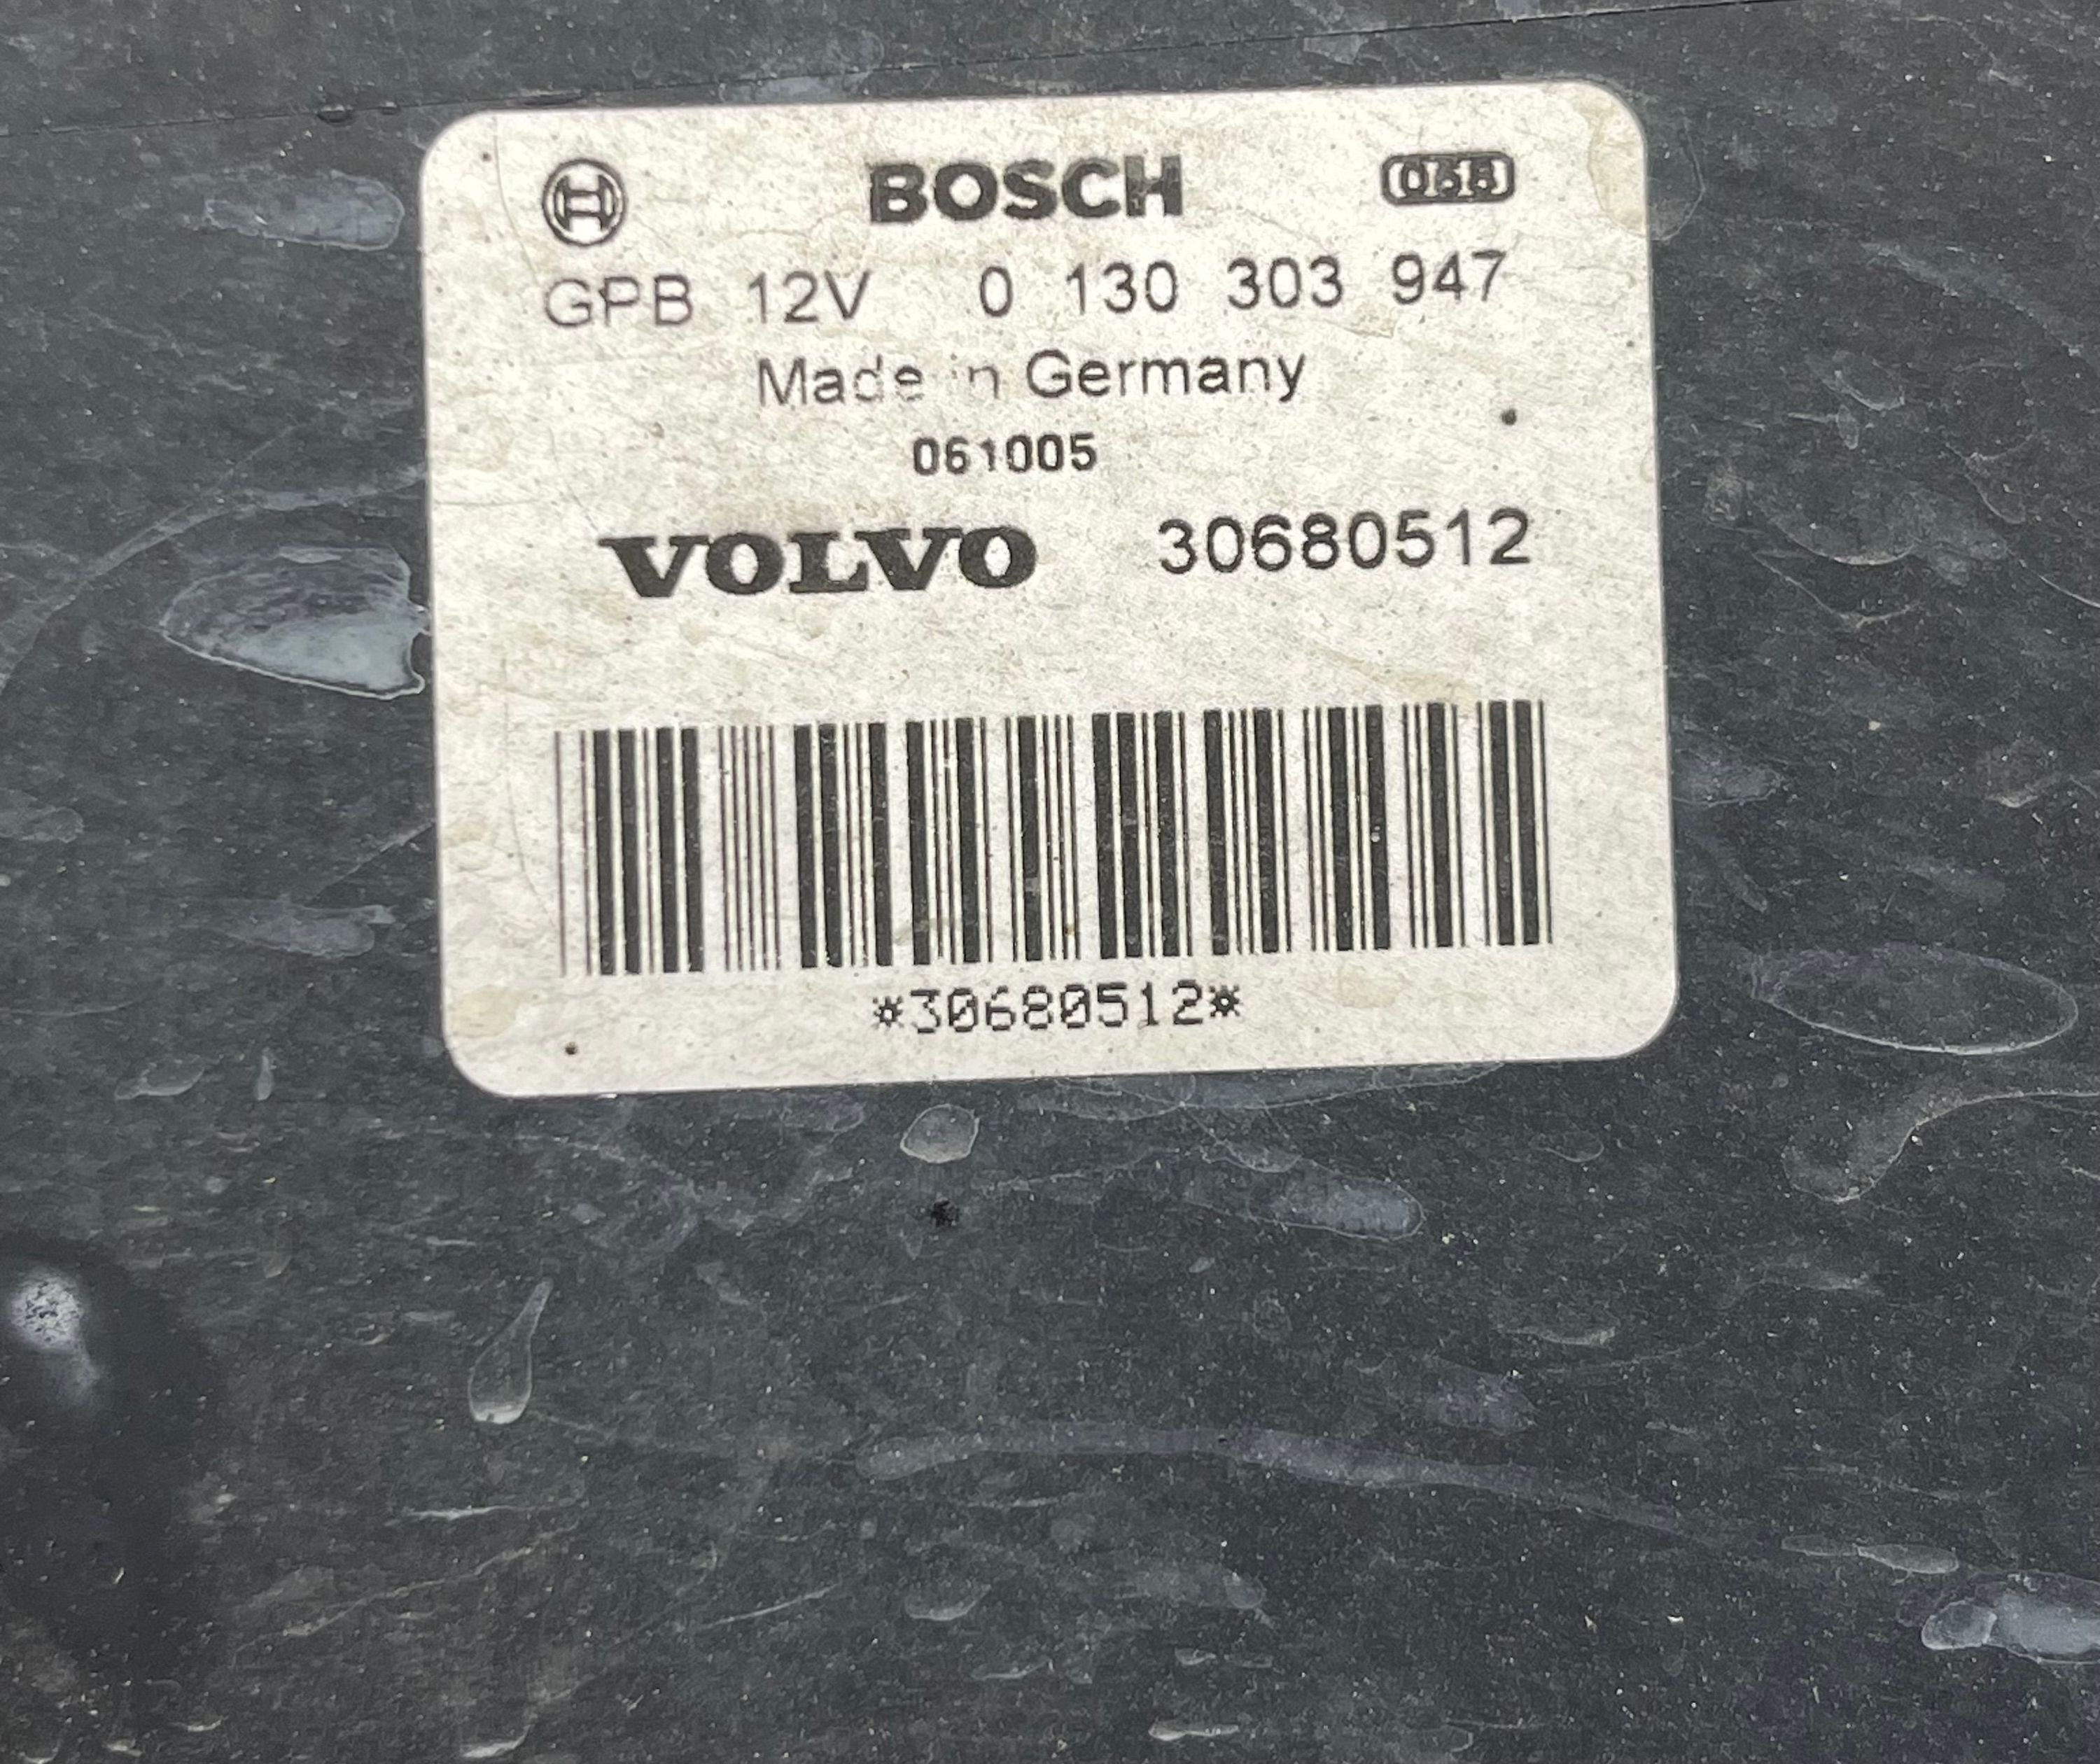 BOSCH
GPB 12V 0 130 303 947
Made in Germany
061005
VOLVO 30680512
*30680512*